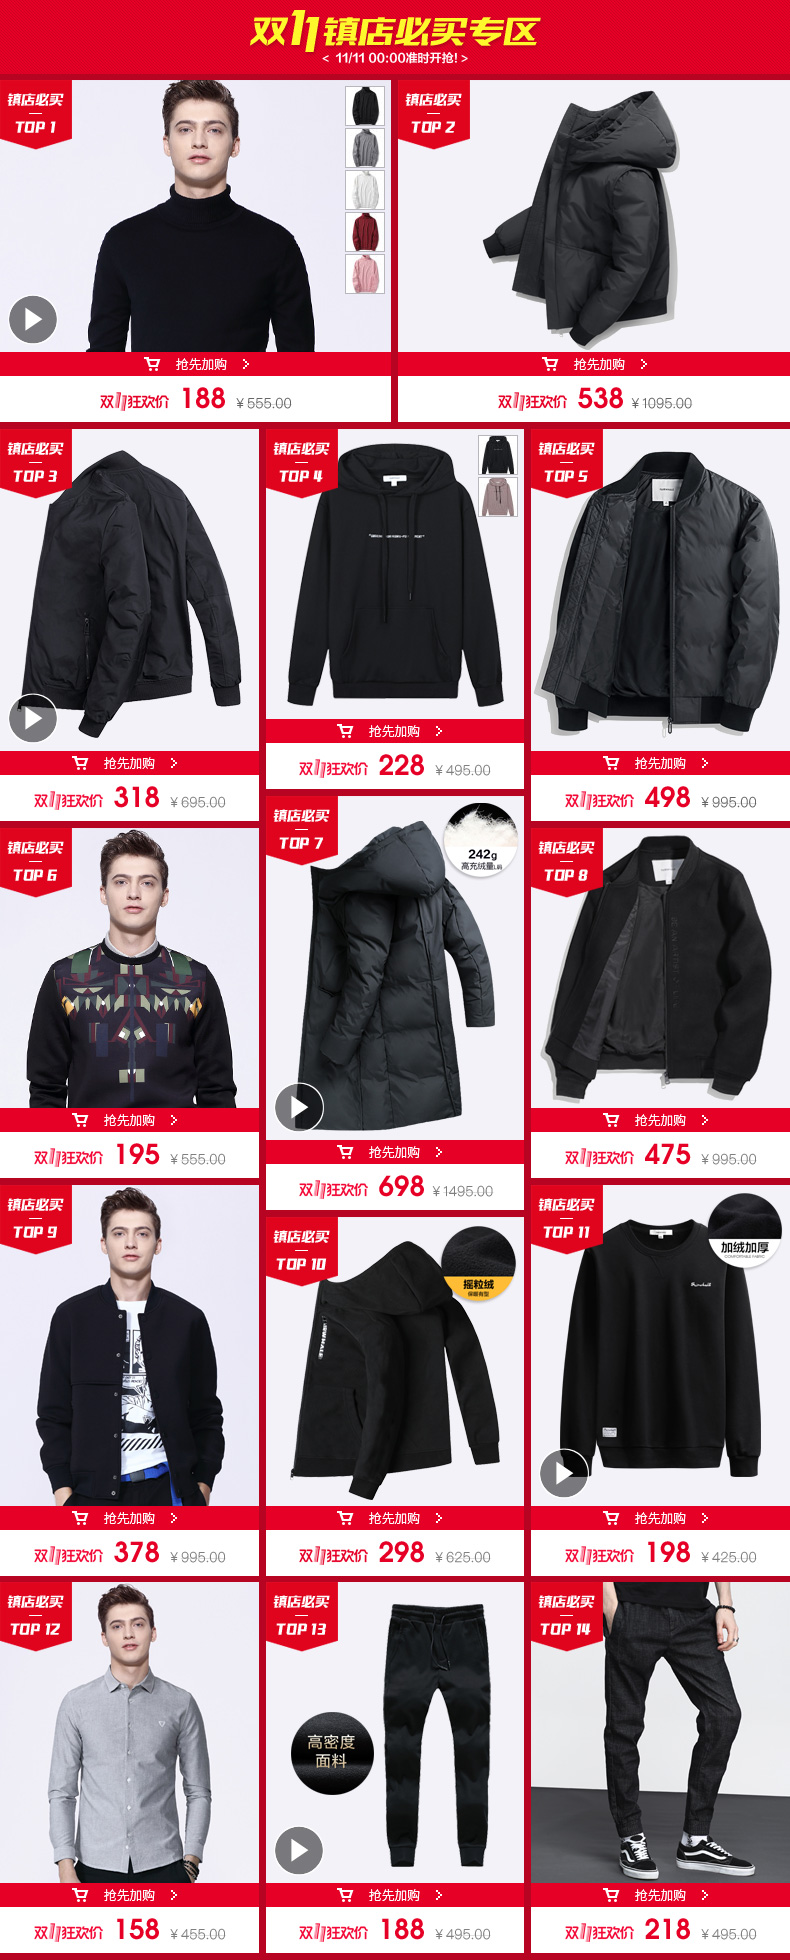 双11镇店必买专区
< 11/11 00:00准时开抢! >
镇店必买
TOP 1
抢先加购 >
双11狂欢价 188 ¥555.00
镇店必买
TOP 2
抢先加购 >
双11狂欢价 538 ¥1095.00
镇店必买
TOP 3
抢先加购 >
双11狂欢价 318 ¥695.00
镇店必买
TOP 4
抢先加购 >
双11狂欢价 228 ¥495.00
镇店必买
TOP 5
抢先加购 >
双11狂欢价 498 ¥995.00
镇店必买
TOP 6
抢先加购 >
双11狂欢价 195 ¥555.00
镇店必买
TOP 7
242g
高充绒量
抢先加购 >
双11狂欢价 698 ¥1495.00
镇店必买
TOP 8
抢先加购 >
双11狂欢价 475 ¥995.00
镇店必买
TOP 9
抢先加购 >
双11狂欢价 378 ¥995.00
镇店必买
TOP 10
摇粒绒
保暖有型
抢先加购 >
双11狂欢价 298 ¥625.00
镇店必买
TOP 11
加绒加厚
COMFORTABLE FABRIC
抢先加购 >
双11狂欢价 198 ¥425.00
镇店必买
TOP 12
抢先加购 >
双11狂欢价 158 ¥455.00
镇店必买
TOP 13
高密度
面料
抢先加购 >
双11狂欢价 188 ¥495.00
镇店必买
TOP 14
抢先加购 >
双11狂欢价 218 ¥495.00